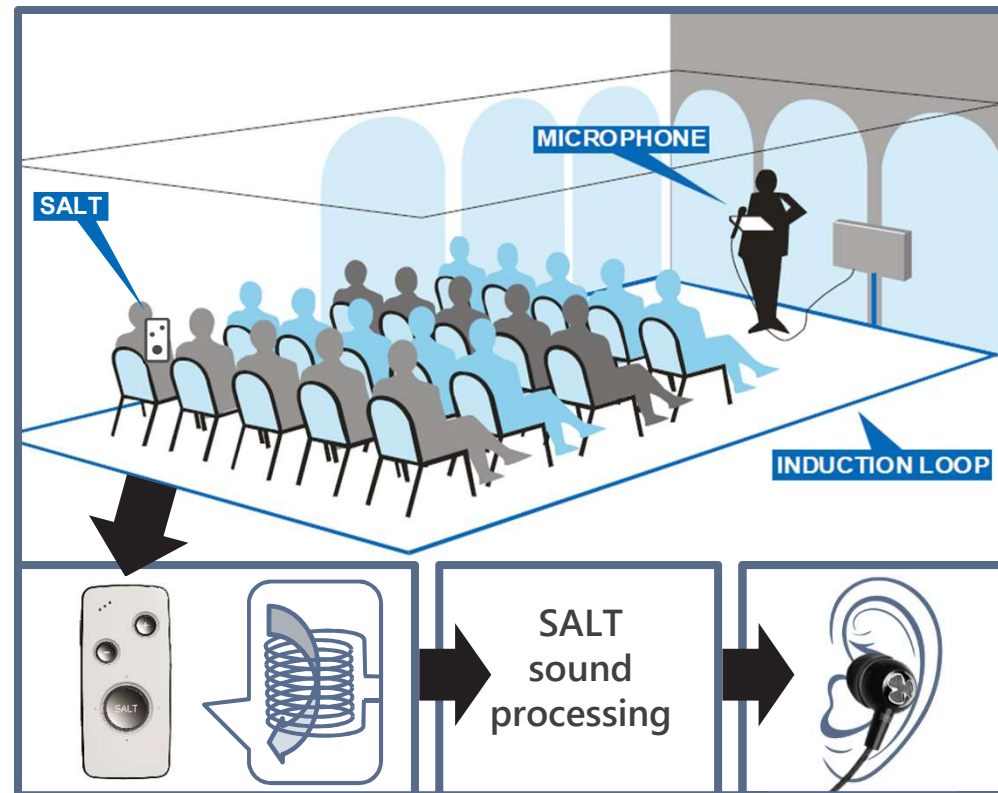 MICROPHONE
SALT
INDUCTION LOOP
SALT
SALT
sound
processing